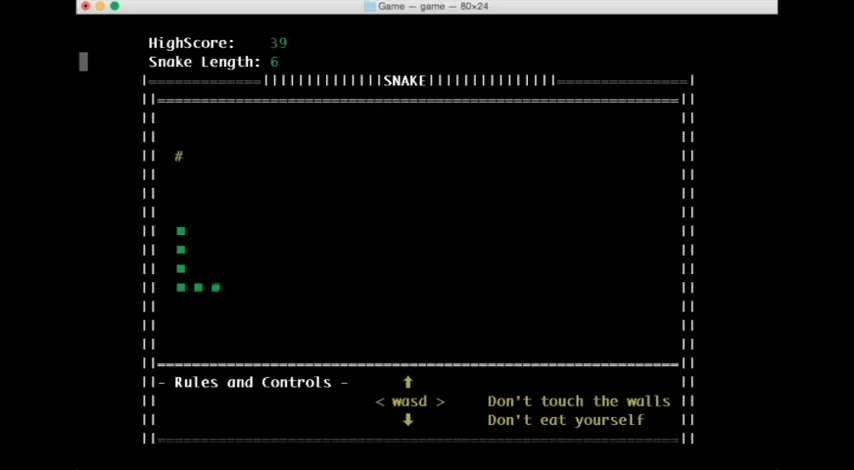 Game — game — 80×24
HighScore: 39
Snake Length: 6
SNAKE
#
- Rules and Controls -
< wasd > Don't touch the walls
Don't eat yourself